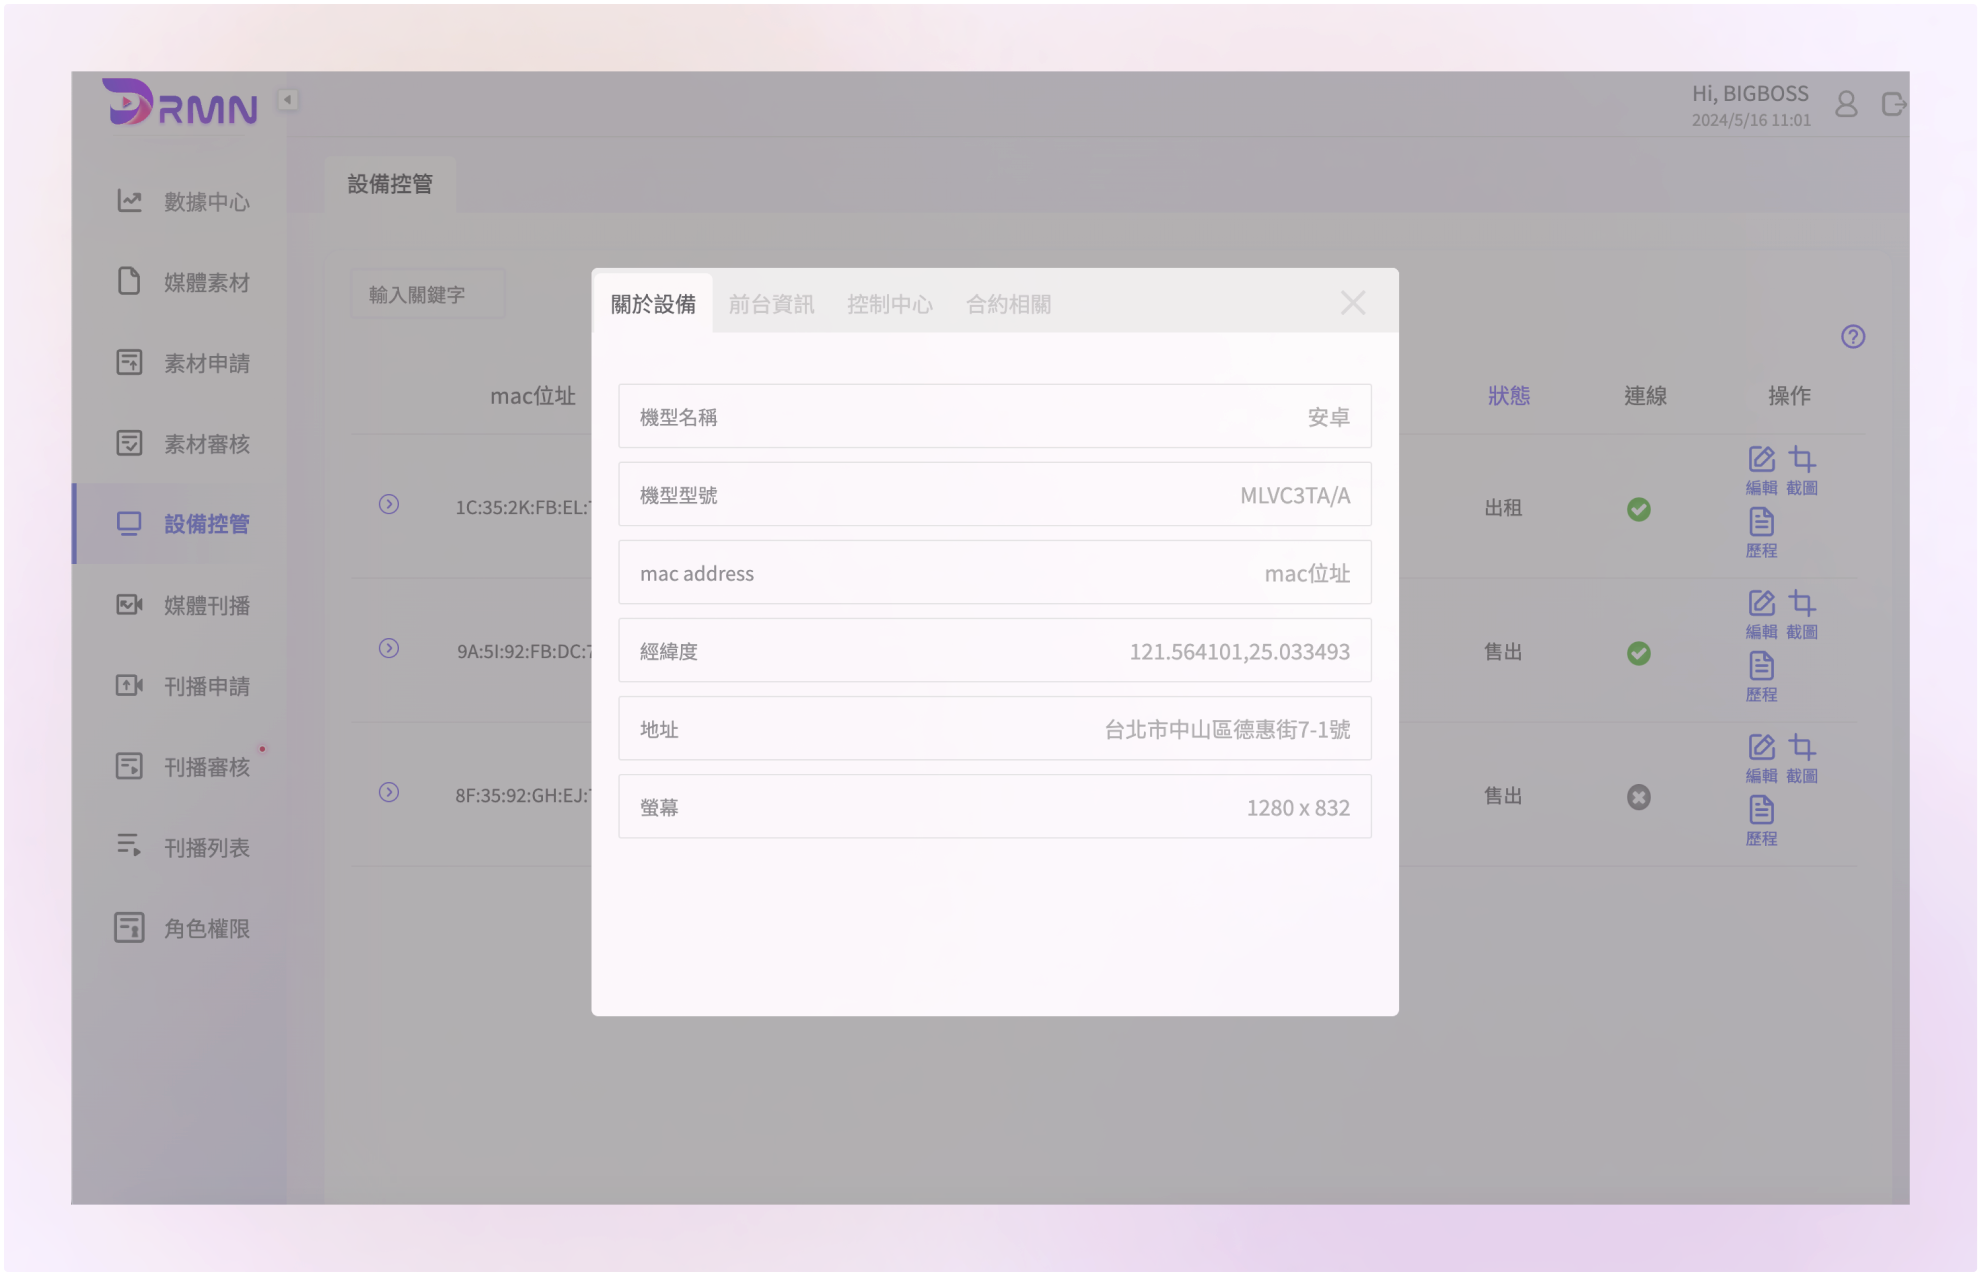 DRMN
Hi, BIGBOSS
2024/5/16 11:01
數據中心
媒體素材
素材申請
素材審核
設備控管
媒體刊播
刊播申請
刊播審核
刊播列表
角色權限
設備控管
輸入關鍵字
mac位址
狀態
連線
操作
1C:35:2K:FB:EL:
出租
編輯 截圖
歷程
9A:5I:92:FB:DC:
售出
編輯 截圖
歷程
8F:35:92:GH:EJ:
售出
編輯 截圖
歷程
關於設備 前台資訊 控制中心 合約相關
機型名稱 安卓
機型型號 MLVC3TA/A
mac address mac位址
經緯度 121.564101,25.033493
地址 台北市中山區德惠街7-1號
螢幕 1280 x 832